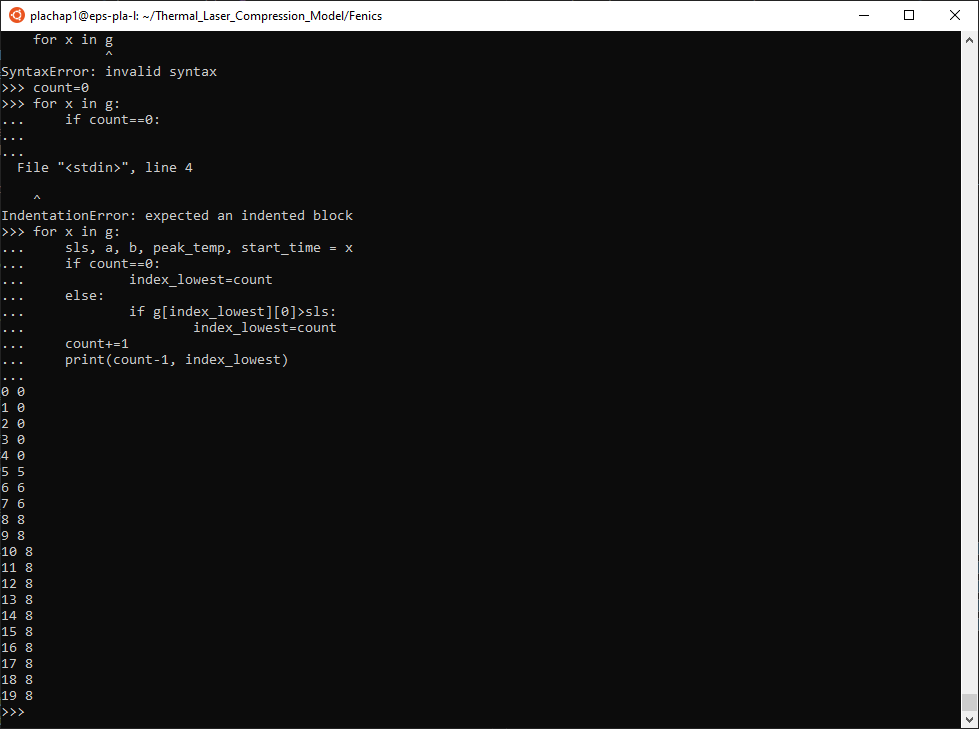 plachap1@eps-pla-l: ~/Thermal_Laser_Compression_Model/Fenics
    for x in g
             ^
SyntaxError: invalid syntax
>>> count=0
>>> for x in g:
...     if count==0:
...
...
  File "<stdin>", line 4

    ^
IndentationError: expected an indented block
>>> for x in g:
...     sls, a, b, peak_temp, start_time = x
...     if count==0:
...             index_lowest=count
...     else:
...             if g[index_lowest][0]>sls:
...                     index_lowest=count
...     count+=1
...     print(count-1, index_lowest)
...
0 0
1 0
2 0
3 0
4 0
5 5
6 6
7 6
8 8
9 8
10 8
11 8
12 8
13 8
14 8
15 8
16 8
17 8
18 8
19 8
>>>